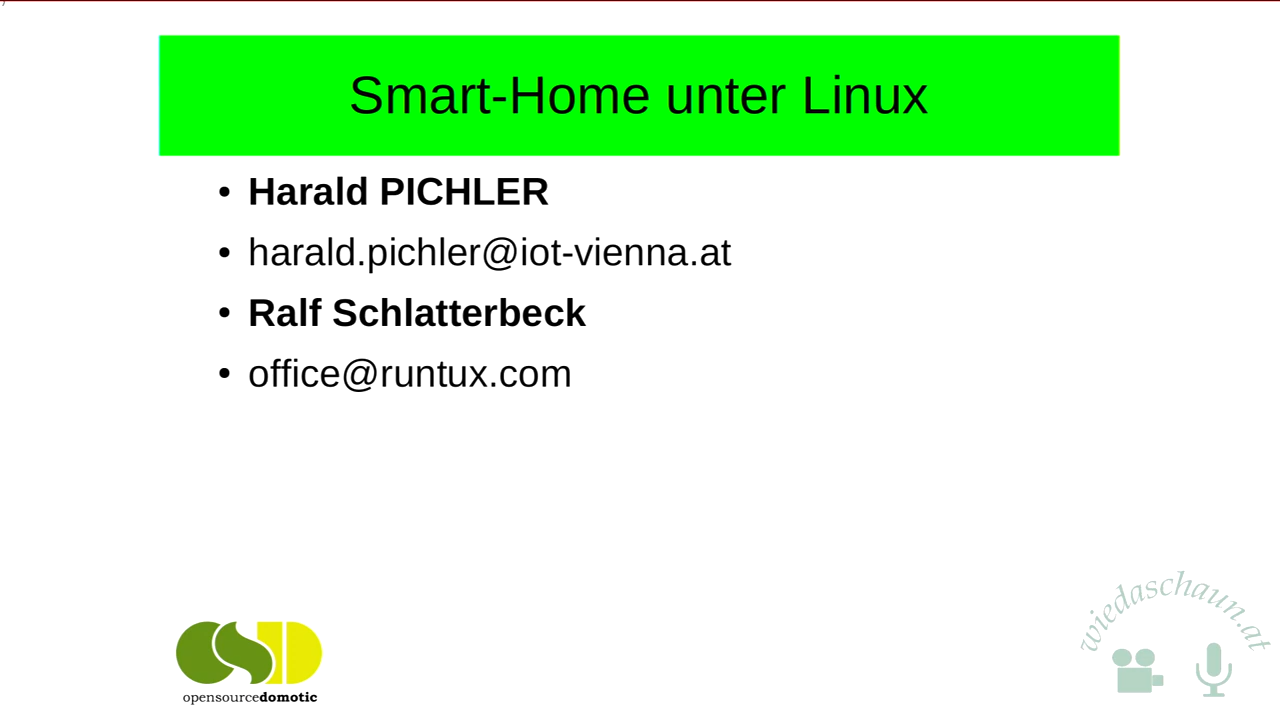 Smart-Home unter Linux
• Harald PICHLER
• harald.pichler@iot-vienna.at
• Ralf Schlatterbeck
• office@runtux.com
OSD
opensourcedomotic
wiedaschaun.at